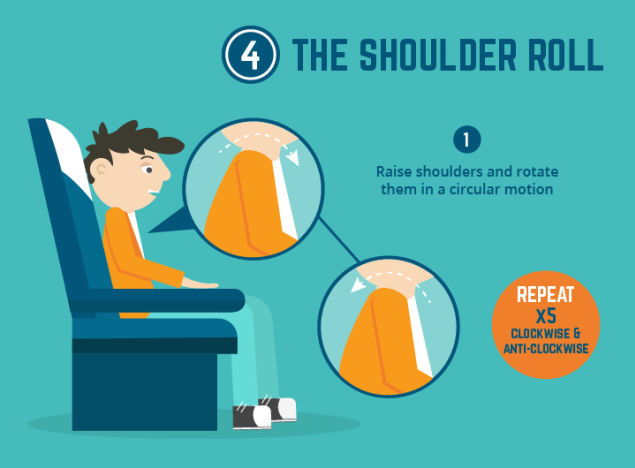 4 THE SHOULDER ROLL
1
Raise shoulders and rotate
them in a circular motion
REPEAT
x5
CLOCKWISE &
ANTI-CLOCKWISE